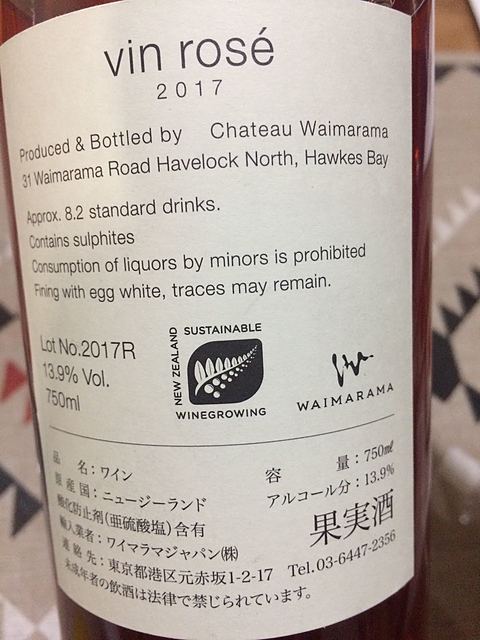 vin rosé
2017
Produced & Bottled by Chateau Waimarama
31 Waimarama Road Havelock North, Hawkes Bay
Approx. 8.2 standard drinks.
Contains sulphites
Consumption of liquors by minors is prohibited
Fining with egg white, traces may remain.
Lot No.2017R
13.9% Vol.
750ml
NEW ZEALAND
SUSTAINABLE
WINEGROWING
WAIMARAMA
品名：ワイン
原産国：ニュージーランド
酸化防止剤(亜硫酸塩)含有
輸入業者：ワイマラマジャパン㈱
連絡先：東京都港区元赤坂1-2-17 Tel.03-6447-2356
未成年者の飲酒は法律で禁じられています。
容量：750㎖
アルコール分：13.9%
果実酒